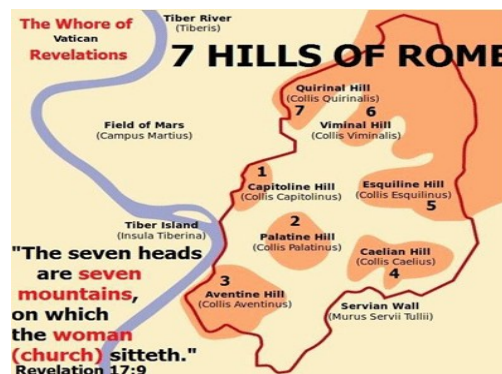 The Whore of
Vatican
Revelations
Tiber River
(Tiberis)
7 HILLS OF ROME
Quirinal Hill
(Collis Quirinalis)
7
6
Viminal Hill
(Collis Viminalis)
Field of Mars
(Campus Martius)
1
Capitoline Hill
(Collis Capitolinus)
Esquiline Hill
(Collis Esquilinus)
5
Tiber Island
(Insula Tiberina)
2
Palatine Hill
(Collis Palatinus)
Caelian Hill
(Collis Caelius)
4
3
Aventine Hill
(Collis Aventinus)
Servian Wall
(Murus Servii Tullii)
"The seven heads
are seven
mountains,
on which
the woman
(church) sitteth."
Revelation 17:9